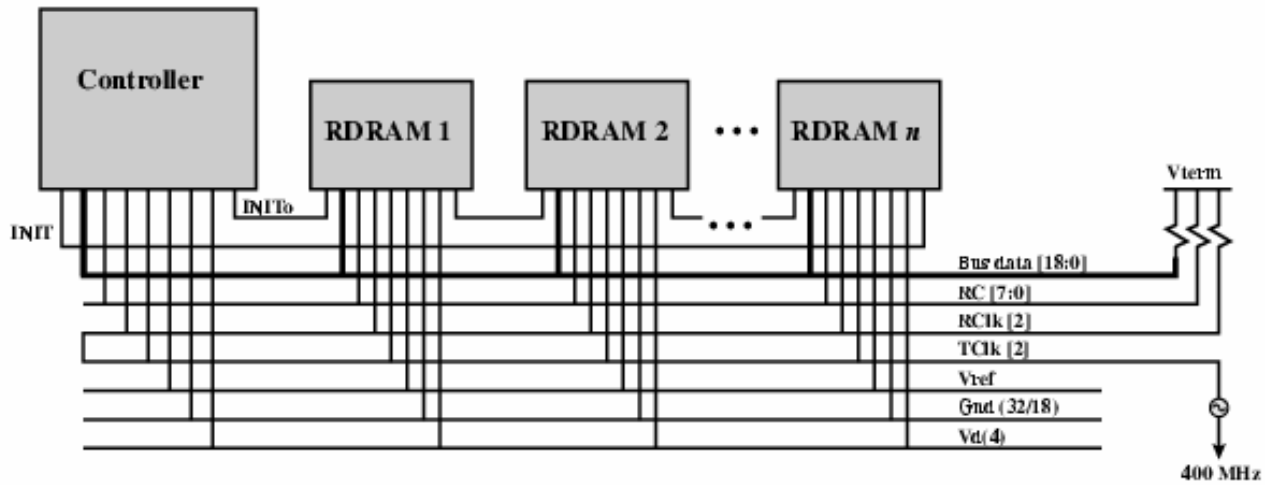 Controller
RDRAM 1
RDRAM 2
RDRAM n
Vterm
INITo
INIT
Bus data [18:0]
RC [7:0]
RClk [2]
TClk [2]
Vref
Gnd (32/18)
Vd(4)
400 MHz